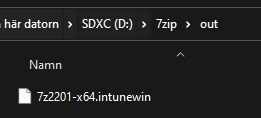 n här datorn > SDXC (D:) > 7zip > out
Namn
7z2201-x64.intunewin